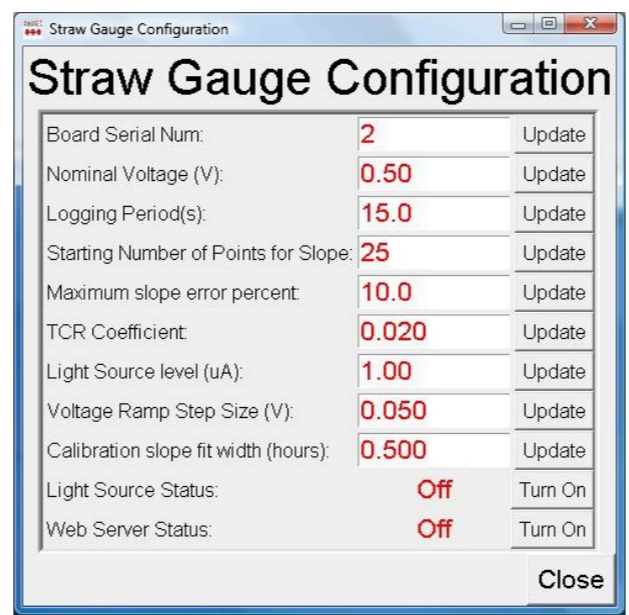 Straw Gauge Configuration
Straw Gauge Configuration
Board Serial Num: 2 Update
Nominal Voltage (V): 0.50 Update
Logging Period(s): 15.0 Update
Starting Number of Points for Slope: 25 Update
Maximum slope error percent: 10.0 Update
TCR Coefficient: 0.020 Update
Light Source level (uA): 1.00 Update
Voltage Ramp Step Size (V): 0.050 Update
Calibration slope fit width (hours): 0.500 Update
Light Source Status: Off Turn On
Web Server Status: Off Turn On
Close